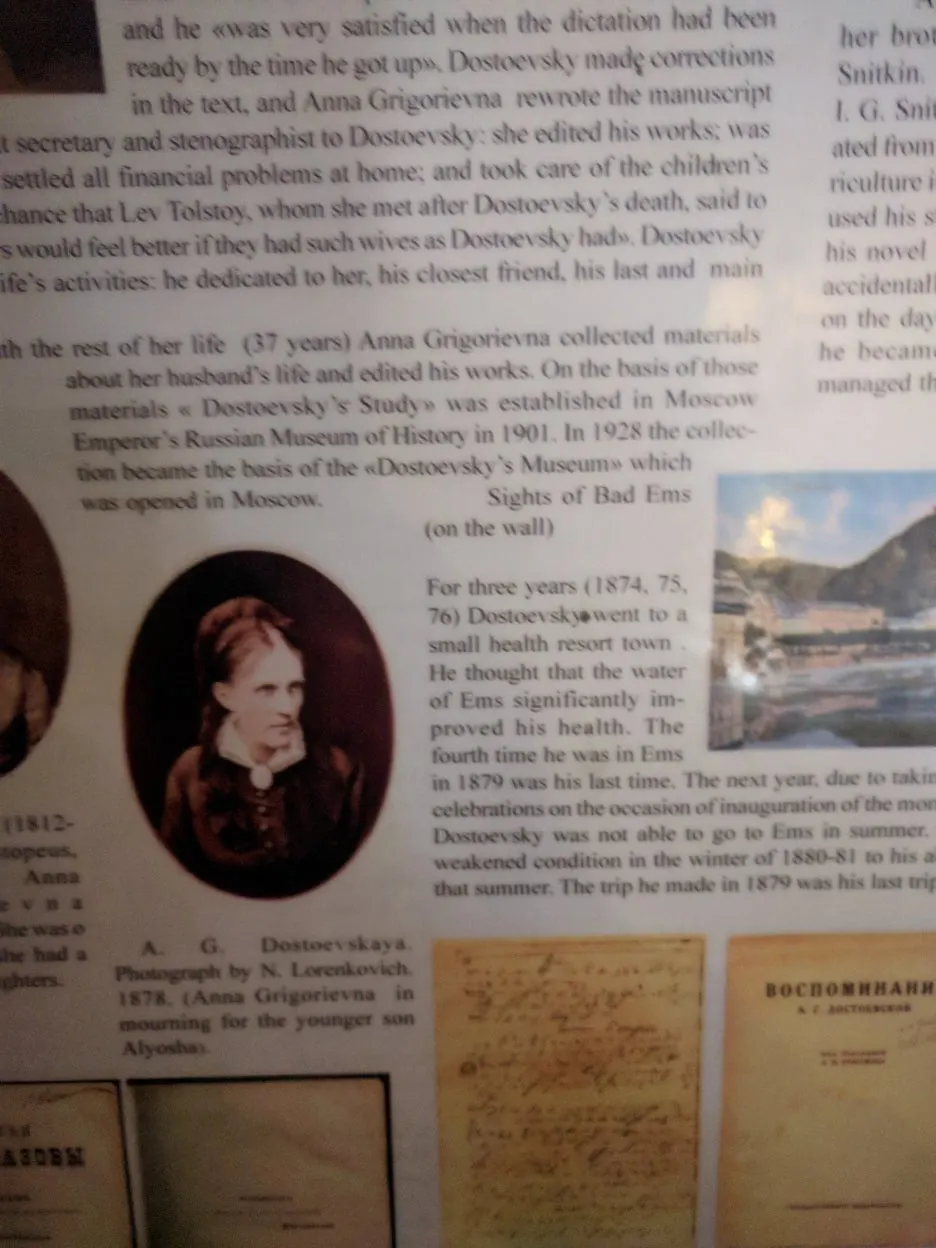 and he «was very satisfied when the dictation had been
ready by the time he got up». Dostoevsky made corrections
in the text, and Anna Grigorievna rewrote the manuscript
t secretary and stenographist to Dostoevsky: she edited his works; was
settled all financial problems at home; and took care of the children's
chance that Lev Tolstoy, whom she met after Dostoevsky's death, said to
s would feel better if they had such wives as Dostoevsky had». Dostoevsky
ife's activities: he dedicated to her, his closest friend, his last and main
th the rest of her life (37 years) Anna Grigorievna collected materials
about her husband's life and edited his works. On the basis of those
materials « Dostoevsky's Study» was established in Moscow
Emperor's Russian Museum of History in 1901. In 1928 the collec-
tion became the basis of the «Dostoevsky's Museum» which
was opened in Moscow.
Sights of Bad Ems
(on the wall)
For three years (1874, 75,
76) Dostoevsky went to a
small health resort town .
He thought that the water
of Ems significantly im-
proved his health. The
fourth time he was in Ems
in 1879 was his last time. The next year, due to takin
celebrations on the occasion of inauguration of the mon
Dostoevsky was not able to go to Ems in summer.
weakened condition in the winter of 1880-81 to his a
that summer. The trip he made in 1879 was his last trip
A. G. Dostoevskaya.
Photograph by N. Lorenkovich.
1878. (Anna Grigorievna in
mourning for the younger son
Alyosha).
her brot
Snitkin.
I. G. Snit
ated from
riculture i
used his s
his novel
accidentall
on the day
he became
managed th
(1812-
Anna
e v n a
She was o
she had a
ghters.
АЗОВЫ
ВОСПОМИНАНИ
А. Г. ДОСТОЕВСКОЙ